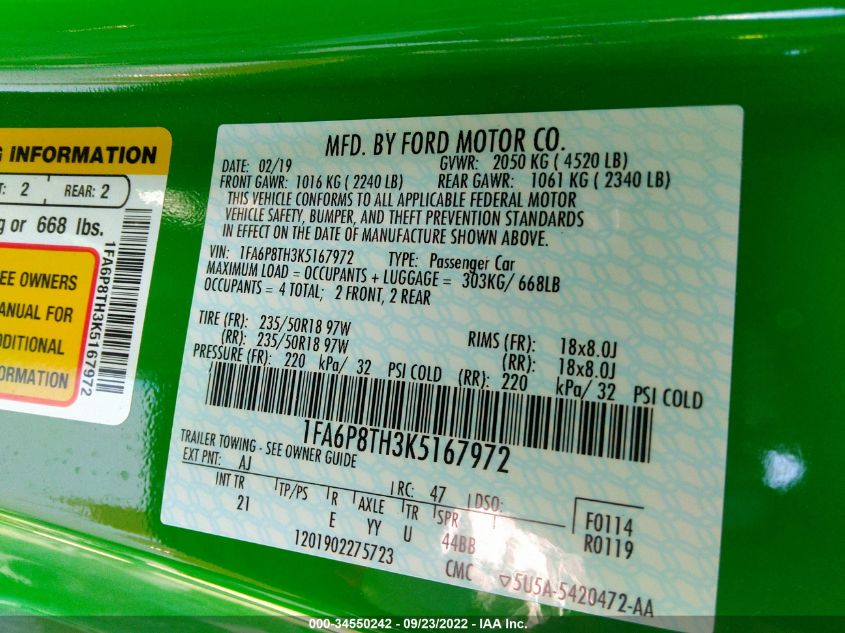 G INFORMATION
T: 2 REAR: 2
g or 668 lbs.
EE OWNERS
ANUAL FOR
DDITIONAL
ORMATION
1FA6P8TH3K5167972
MFD. BY FORD MOTOR CO.
DATE: 02/19 GVWR: 2050 KG ( 4520 LB)
FRONT GAWR: 1016 KG ( 2240 LB) REAR GAWR: 1061 KG ( 2340 LB)
THIS VEHICLE CONFORMS TO ALL APPLICABLE FEDERAL MOTOR
VEHICLE SAFETY, BUMPER, AND THEFT PREVENTION STANDARDS
IN EFFECT ON THE DATE OF MANUFACTURE SHOWN ABOVE.
VIN: 1FA6P8TH3K5167972 TYPE: Passenger Car
MAXIMUM LOAD = OCCUPANTS + LUGGAGE = 303KG/ 668LB
OCCUPANTS = 4 TOTAL; 2 FRONT, 2 REAR
TIRE (FR): 235/50R18 97W RIMS (FR): 18x8.0J
(RR): 235/50R18 97W (RR): 18x8.0J
PRESSURE (FR): 220 kPa/ 32 PSI COLD (RR): 220 kPa/ 32 PSI COLD
1FA6P8TH3K5167972
TRAILER TOWING - SEE OWNER GUIDE
EXT PNT: AJ RC: 47 DSO:
INT TR TP/PS R AXLE TR SPR F0114
21 E YY U 44BB R0119
1201902275723 CMC ▽5U5A-5420472-AA
000-34550242 - 09/23/2022 - IAA Inc.